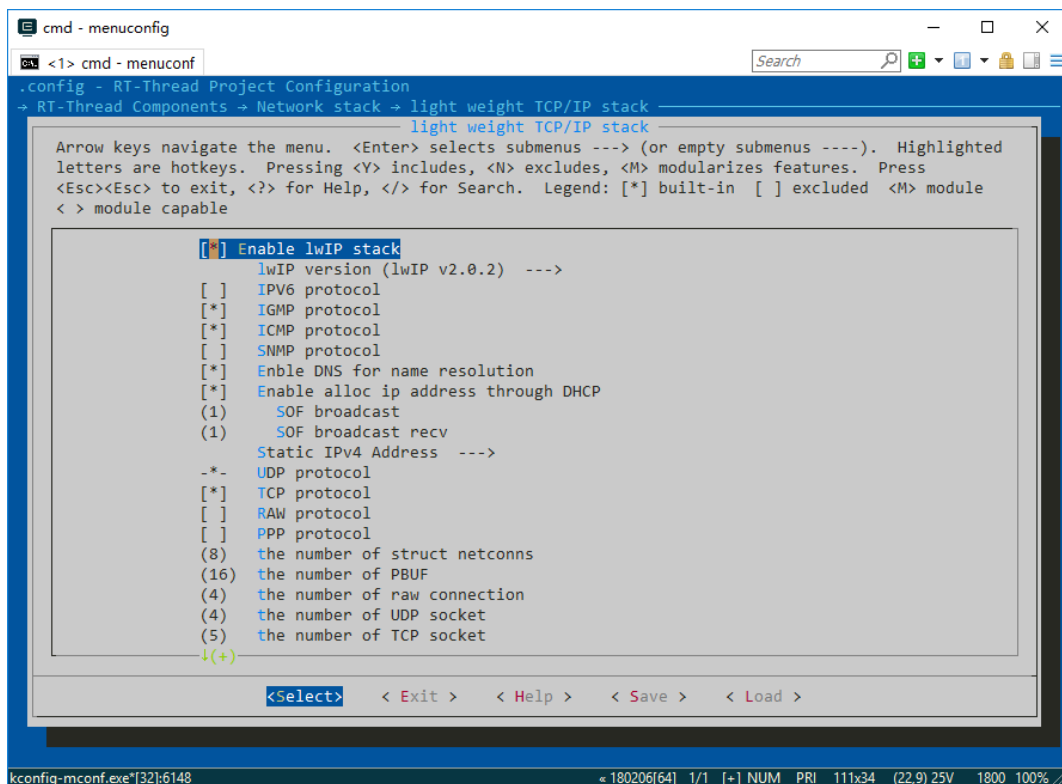 cmd - menuconfig
<1> cmd - menuconf
Search
.config - RT-Thread Project Configuration
→ RT-Thread Components → Network stack → light weight TCP/IP stack
light weight TCP/IP stack
Arrow keys navigate the menu.  <Enter> selects submenus ---> (or empty submenus ----).  Highlighted
letters are hotkeys.  Pressing <Y> includes, <N> excludes, <M> modularizes features.  Press
<Esc><Esc> to exit, <?> for Help, </> for Search.  Legend: [*] built-in  [ ] excluded  <M> module
< > module capable
[*] Enable lwIP stack
lwIP version (lwIP v2.0.2)  --->
[ ]   IPV6 protocol
[*]   IGMP protocol
[*]   ICMP protocol
[ ]   SNMP protocol
[*]   Enble DNS for name resolution
[*]   Enable alloc ip address through DHCP
(1)     SOF broadcast
(1)     SOF broadcast recv
Static IPv4 Address  --->
-*-   UDP protocol
[*]   TCP protocol
[ ]   RAW protocol
[ ]   PPP protocol
(8)   the number of struct netconns
(16)  the number of PBUF
(4)   the number of raw connection
(4)   the number of UDP socket
(5)   the number of TCP socket
↓(+)
<Select>    < Exit >    < Help >    < Save >    < Load >
kconfig-mconf.exe*[32]:6148    « 180206[64]  1/1  [+] NUM  PRI  111x34  (22,9) 25V  1800  100%